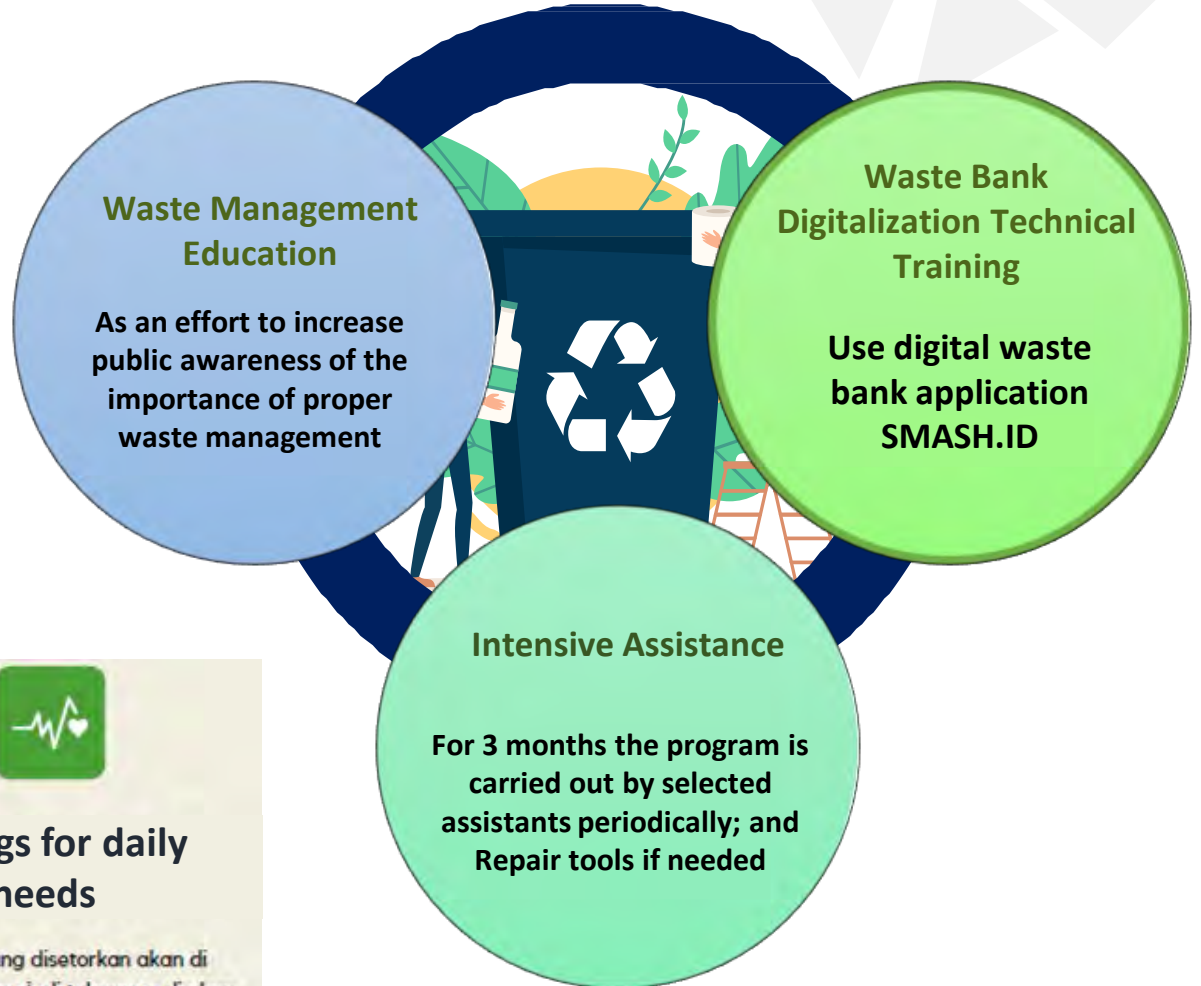 Waste Management
Education
As an effort to increase
public awareness of the
importance of proper
waste management
Waste Bank
Digitalization Technical
Training
Use digital waste
bank application
SMASH.ID
Intensive Assistance
For 3 months the program is
carried out by selected
assistants periodically; and
Repair tools if needed
gs for daily
needs
ng disetorkan akan di